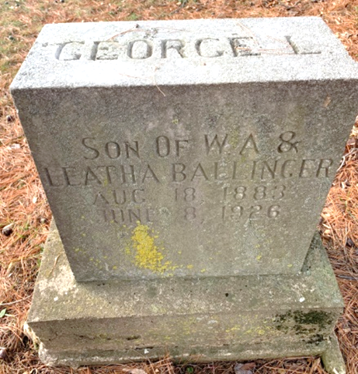 GEORGE L
SON OF W A &
LEATHA BALLINGER
AUG 18 1883
JUNE 8 1926